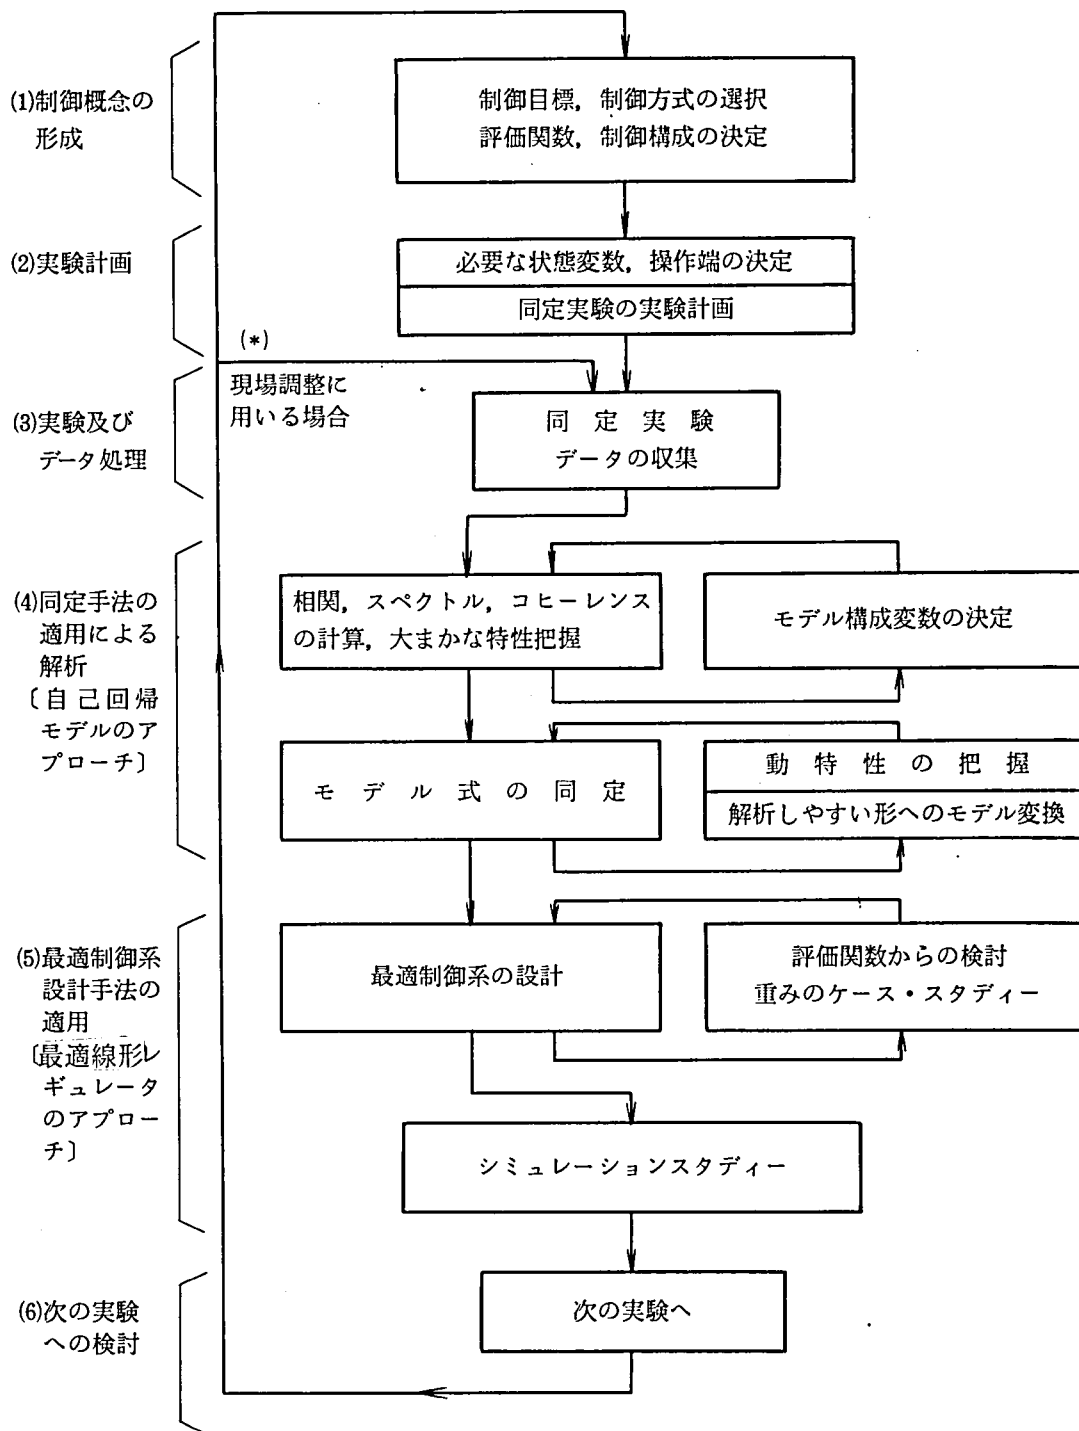 (1)制御概念の
形成
制御目標，制御方式の選択
評価関数，制御構成の決定
(2)実験計画
必要な状態変数，操作端の決定
同定実験の実験計画
(*)
現場調整に
用いる場合
(3)実験及び
データ処理
同定実験
データの収集
(4)同定手法の
適用による
解析
〔自己回帰
モデルのア
プローチ〕
相関，スペクトル，コヒーレンス
の計算，大まかな特性把握
モデル構成変数の決定
モデル式の同定
動特性の把握
解析しやすい形へのモデル変換
(5)最適制御系
設計手法の
適用
〔最適線形レ
ギュレータ
のアプロー
チ〕
最適制御系の設計
評価関数からの検討
重みのケース・スタディー
シミュレーションスタディー
(6)次の実験
への検討
次の実験へ